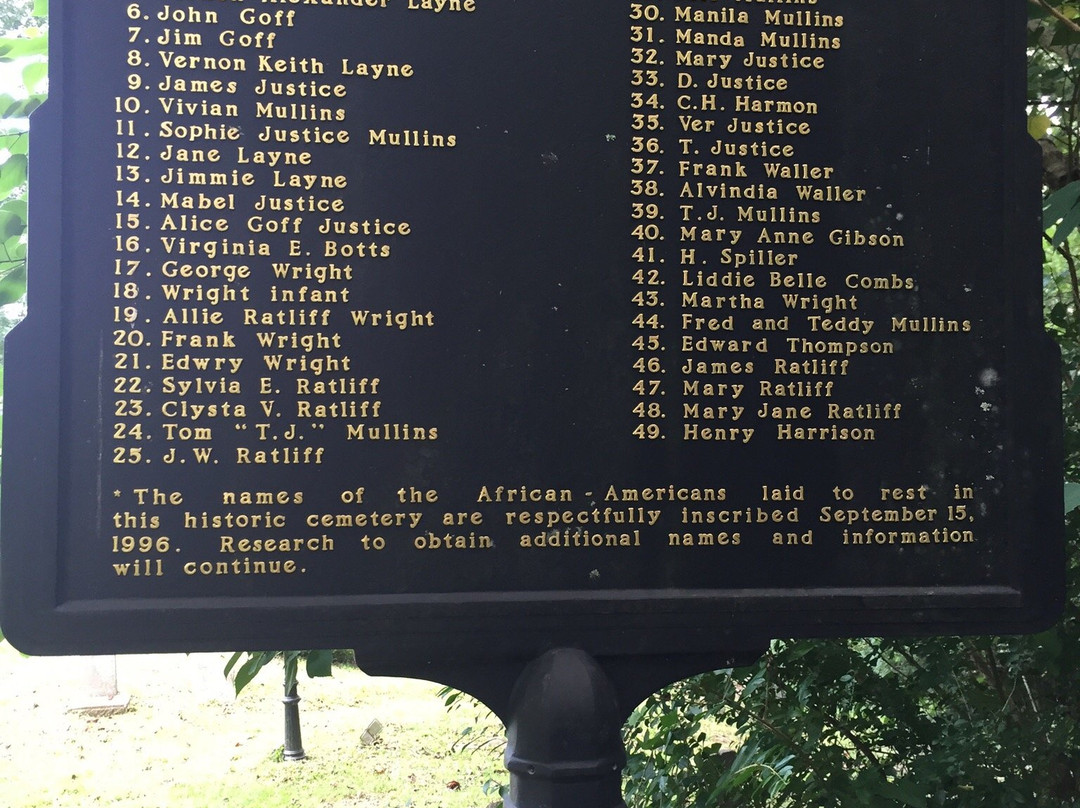 Alexander Layne
6. John Goff
7. Jim Goff
8. Vernon Keith Layne
9. James Justice
10. Vivian Mullins
11. Sophie Justice Mullins
12. Jane Layne
13. Jimmie Layne
14. Mabel Justice
15. Alice Goff Justice
16. Virginia E. Botts
17. George Wright
18. Wright infant
19. Allie Ratliff Wright
20. Frank Wright
21. Edwry Wright
22. Sylvia E. Ratliff
23. Clysta V. Ratliff
24. Tom "T.J." Mullins
25. J.W. Ratliff
Mullins
30. Manila Mullins
31. Manda Mullins
32. Mary Justice
33. D. Justice
34. C.H. Harmon
35. Ver Justice
36. T. Justice
37. Frank Waller
38. Alvindia Waller
39. T.J. Mullins
40. Mary Anne Gibson
41. H. Spiller
42. Liddie Belle Combs
43. Martha Wright
44. Fred and Teddy Mullins
45. Edward Thompson
46. James Ratliff
47. Mary Ratliff
48. Mary Jane Ratliff
49. Henry Harrison
* The names of the African-Americans laid to rest in
this historic cemetery are respectfully inscribed September 15,
1996. Research to obtain additional names and information
will continue.